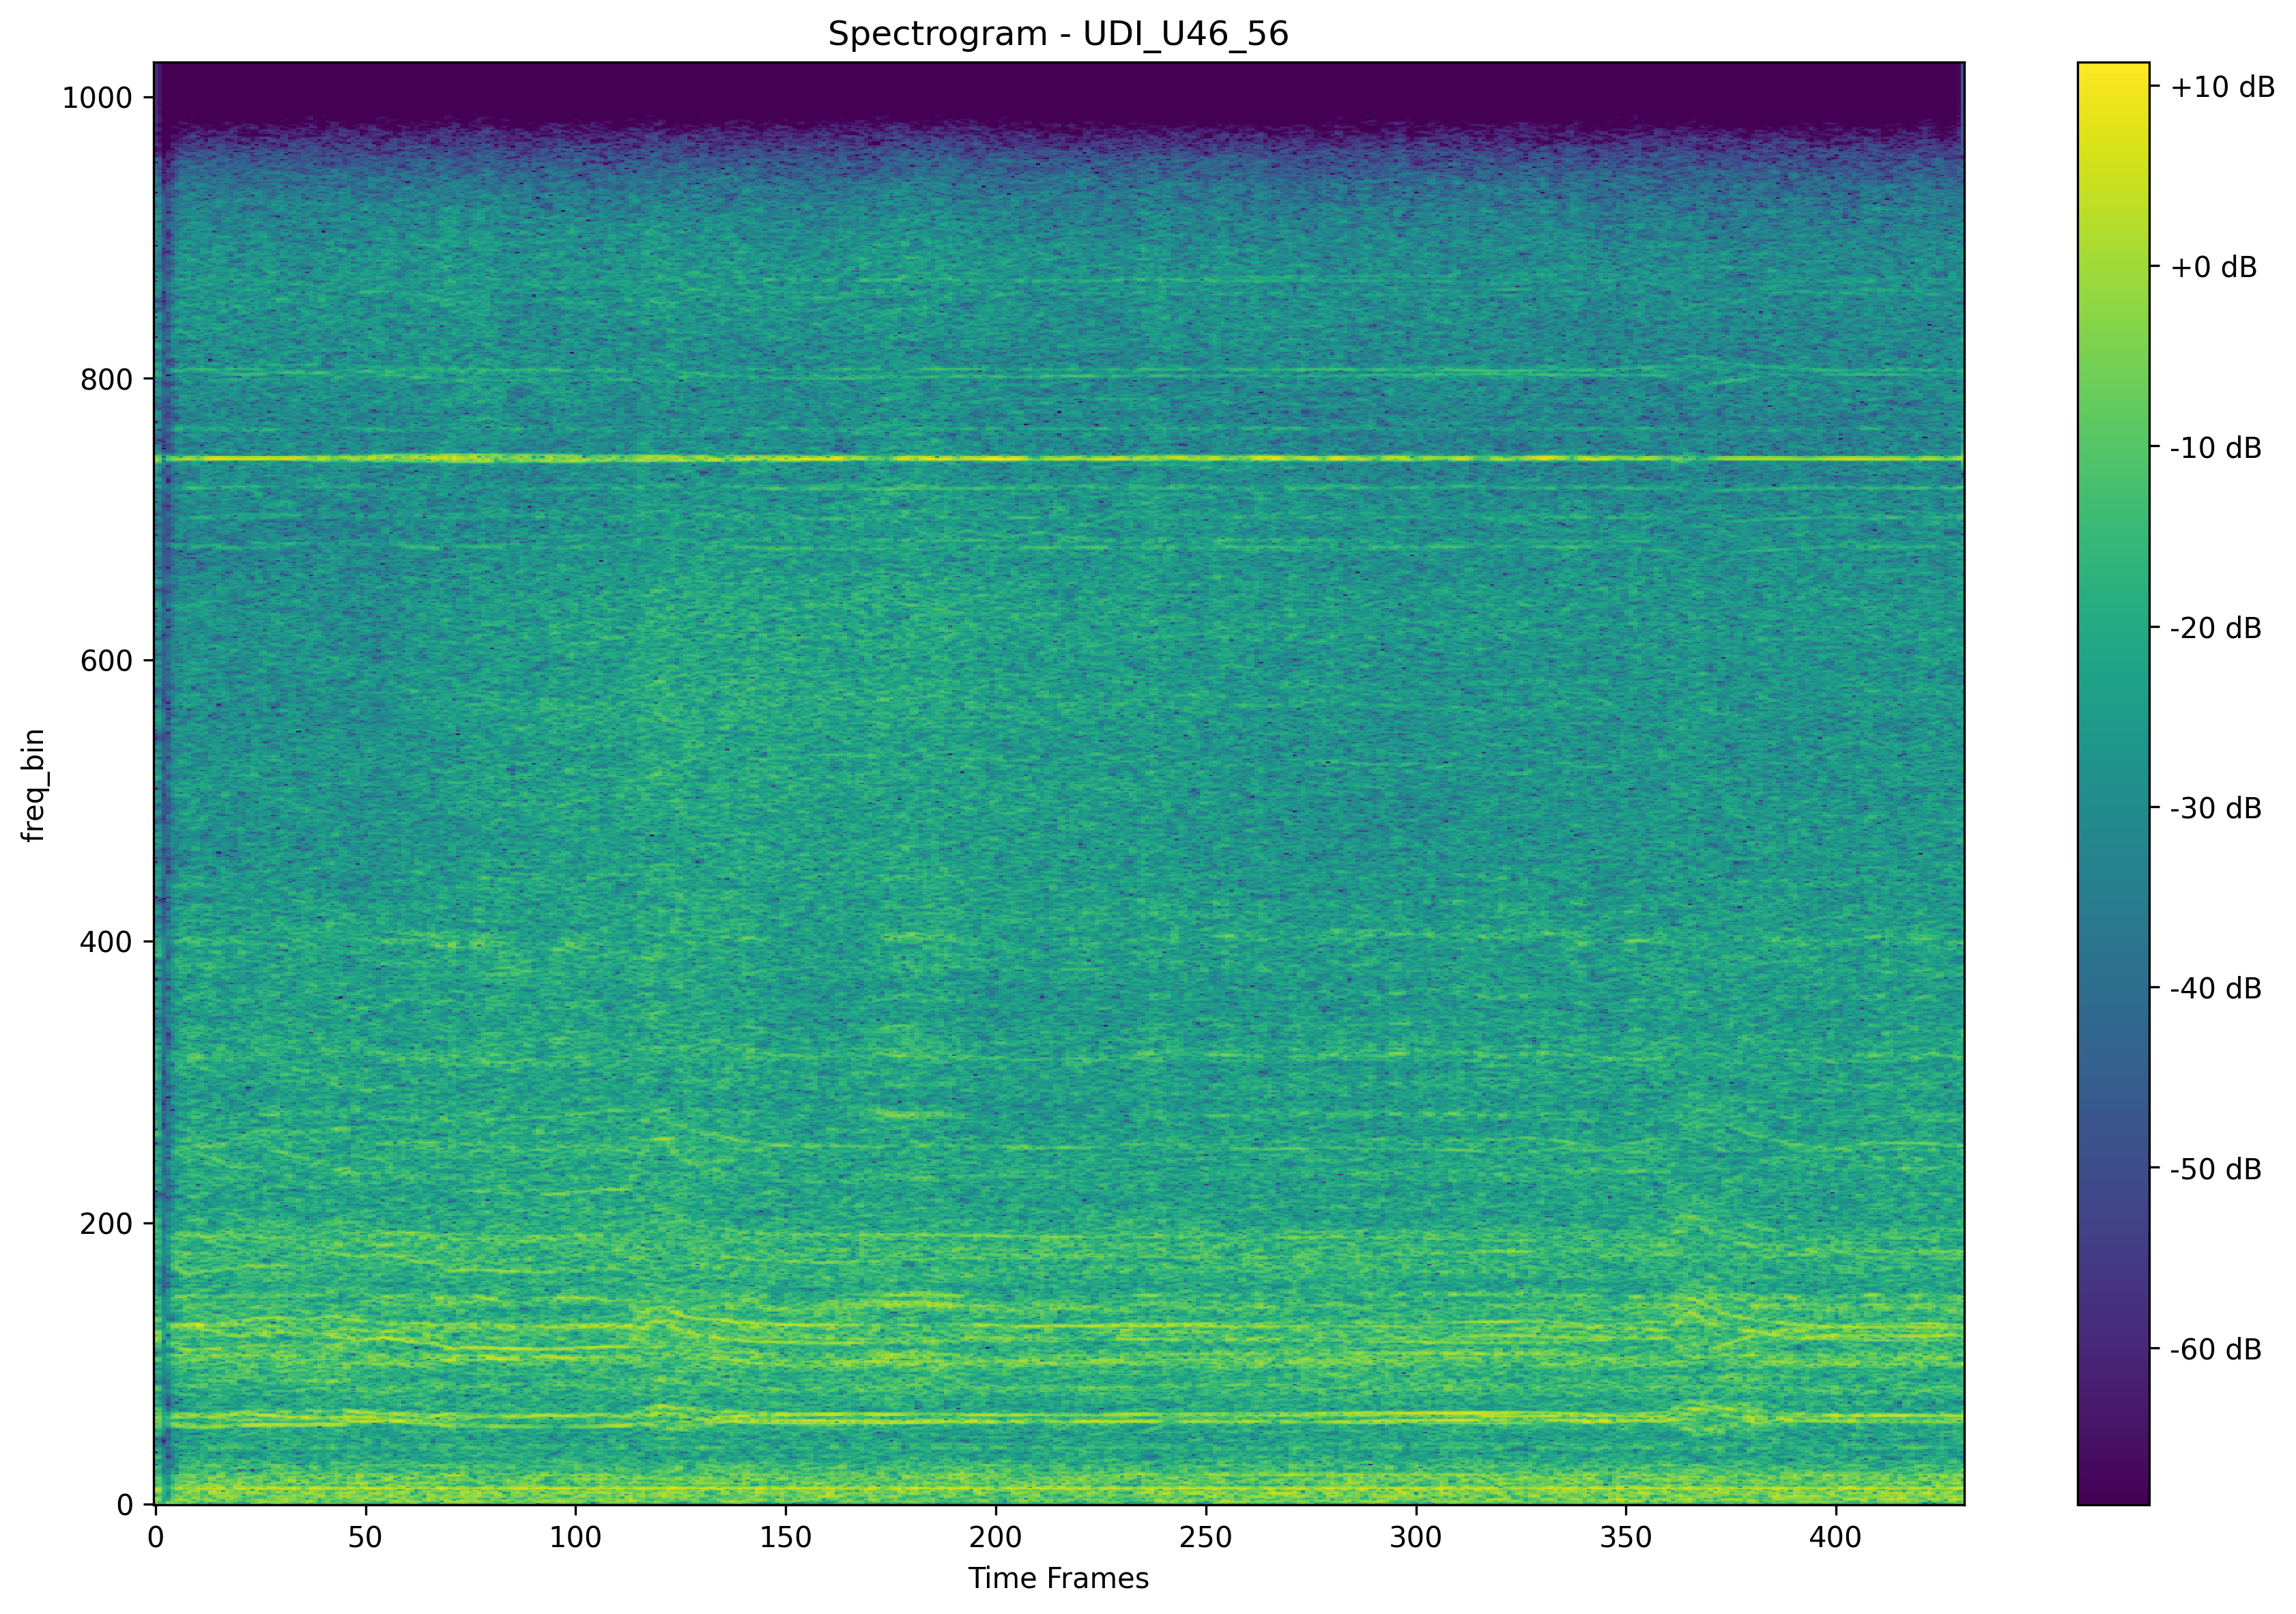 Spectrogram - UDI_U46_56
1000
800
600
400
200
0
freq_bin
0 50 100 150 200 250 300 350 400
Time Frames
+10 dB
+0 dB
-10 dB
-20 dB
-30 dB
-40 dB
-50 dB
-60 dB